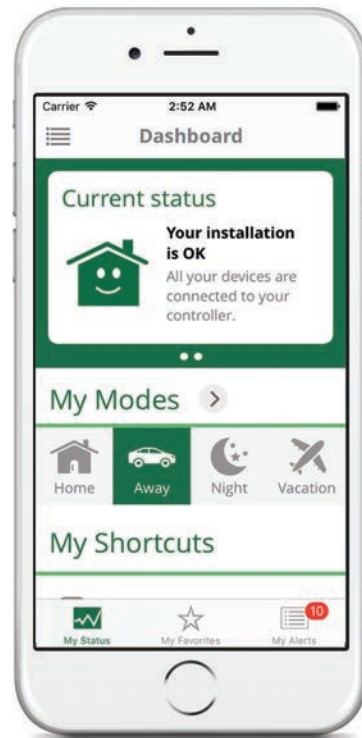 Carrier 2:52 AM
Dashboard
Current status
Your installation
is OK
All your devices are
connected to your
controller.
My Modes
Home Away Night Vacation
My Shortcuts
10
My Status My Favorites My Alerts